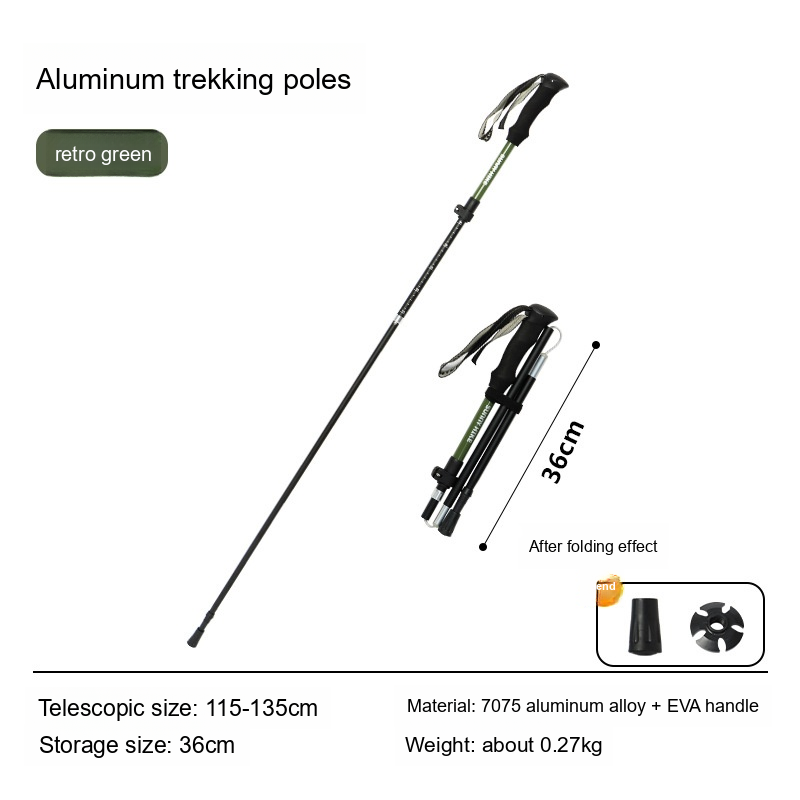 Aluminum trekking poles
retro green
36cm
After folding effect
end
Telescopic size: 115-135cm
Material: 7075 aluminum alloy + EVA handle
Storage size: 36cm
Weight: about 0.27kg